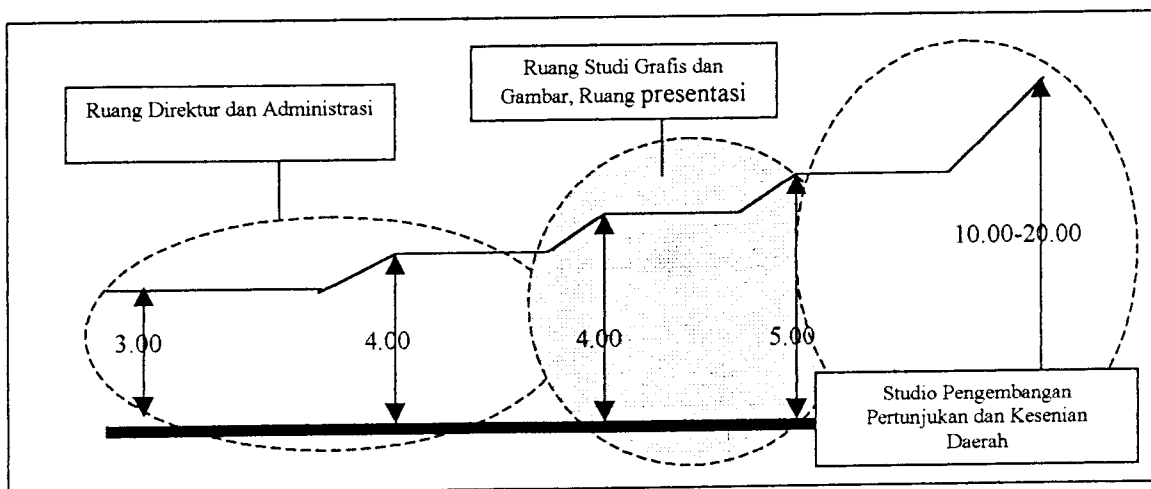 Ruang Direktur dan Administrasi
Ruang Studi Grafis dan
Gambar, Ruang presentasi
10.00-20.00
3.00
4.00
4.00
5.00
Studio Pengembangan
Pertunjukan dan Kesenian
Daerah